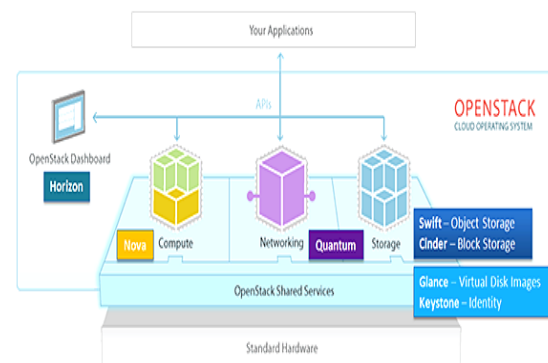 Your Applications
APIs
OPENSTACK
CLOUD OPERATING SYSTEM
OpenStack Dashboard
Horizon
Nova
Compute
Networking
Quantum
Storage
Swift – Object Storage
Cinder – Block Storage
Glance – Virtual Disk Images
Keystone – Identity
OpenStack Shared Services
Standard Hardware